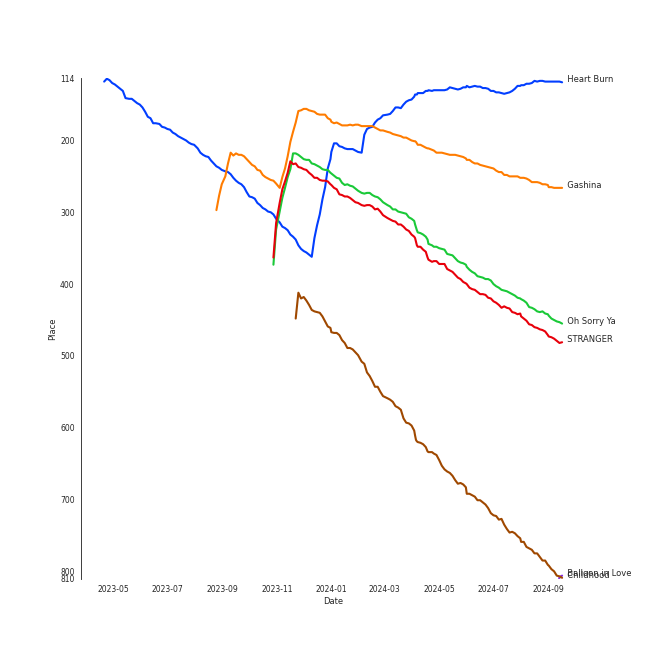 114
200
300
400
500
600
700
800
810
Place
2023-05
2023-07
2023-09
2023-11
2024-01
2024-03
2024-05
2024-07
2024-09
Date
Heart Burn
Gashina
Oh Sorry Ya
STRANGER
Balloon in Love
Childhood